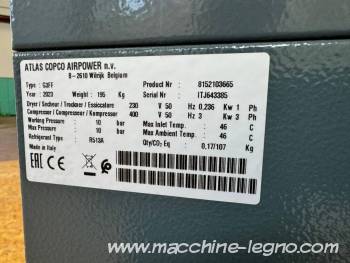 ATLAS COPCO AIRPOWER n.v.
B-2610 Wilrijk Belgium
Type : G3FF Product Nr : 8152103665
Year : 2023 Weight : 195 Kg Serial Nr : ITJ643385
Dryer / Secheur / Trockner / Essiccatore 230 V 50 Hz 0,236 Kw 1 Ph
Compressor / Compresseur / Kompressor 400 V 50 Hz 3 Kw 3 Ph
Working Pressure : 10 bar Max Inlet Temp : 46 C
Maximum Pressure : 10 bar Max Ambient Temp. : 46 C
Refrigerant Type : R513A Qty/CO2 Eq : 0,17/107 Kg
Made in Italy
EAC CE
www.macchine-legno.com